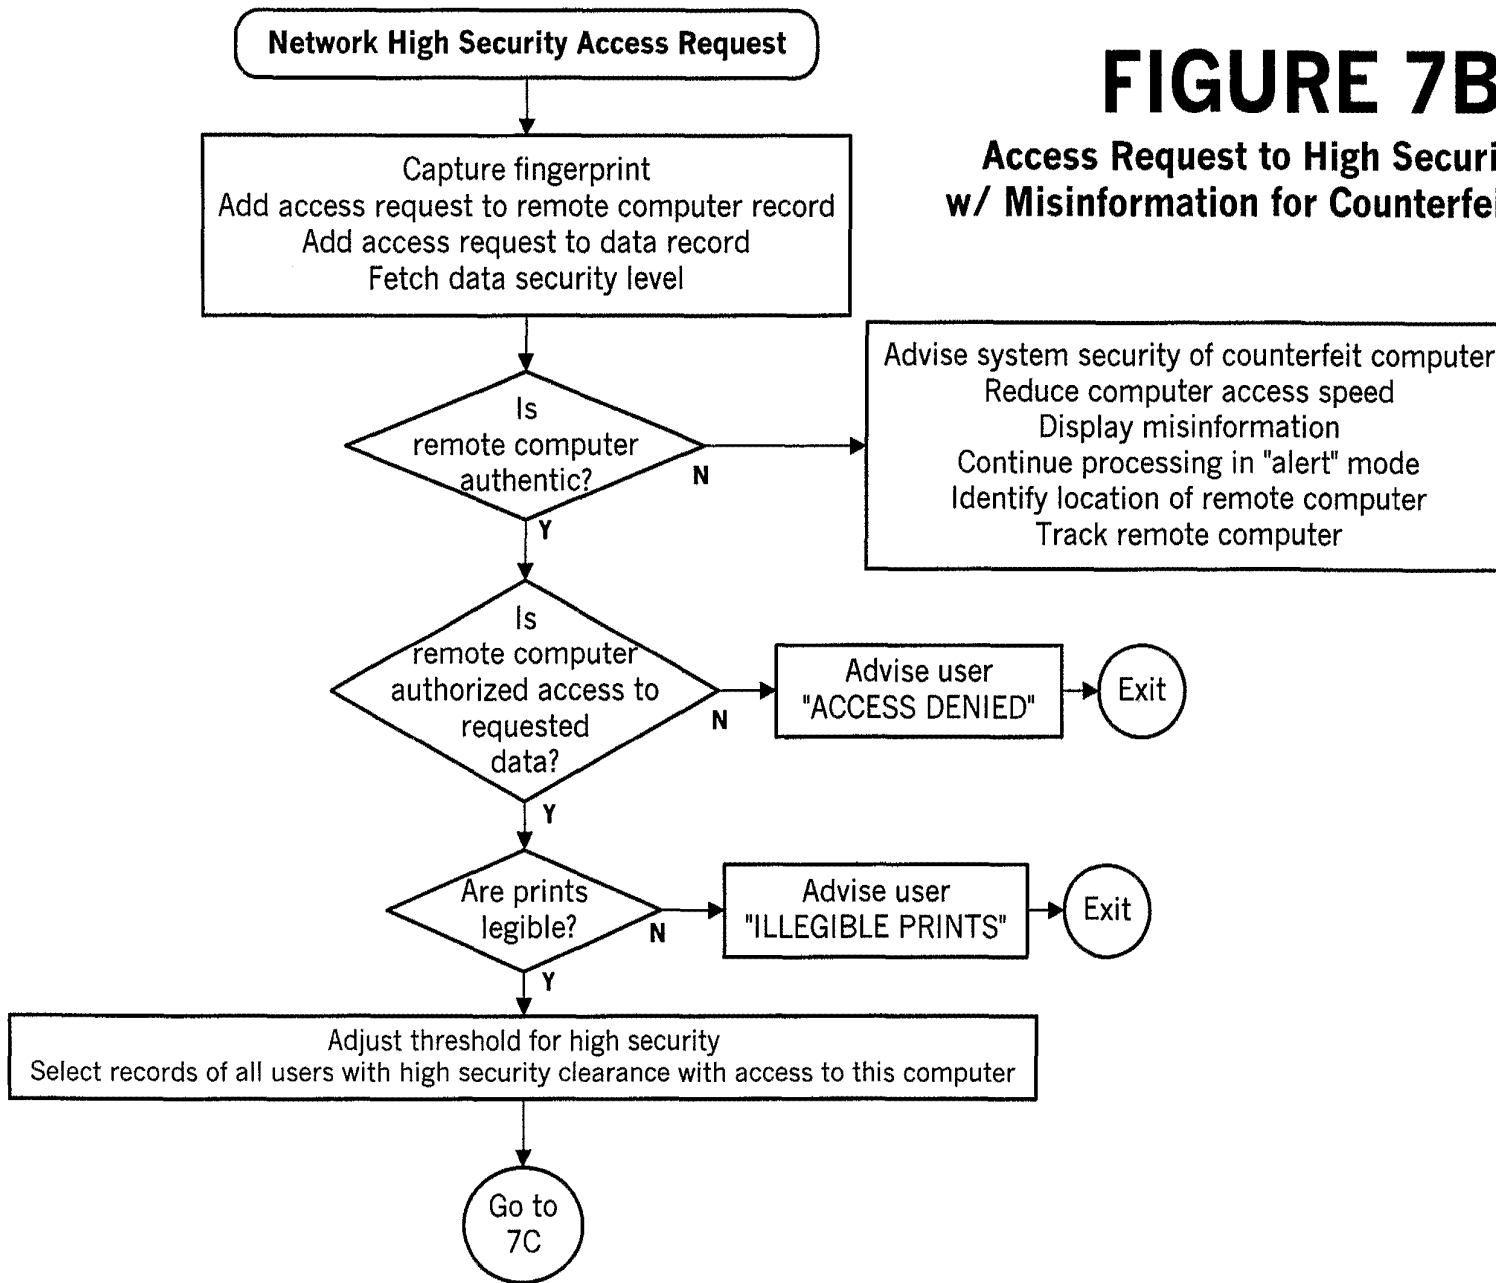 Network High Security Access Request
FIGURE 7B
Access Request to High Securi
w/ Misinformation for Counterfei
Capture fingerprint
Add access request to remote computer record
Add access request to data record
Fetch data security level
Is
remote computer
authentic?
N
Y
Advise system security of counterfeit computer
Reduce computer access speed
Display misinformation
Continue processing in "alert" mode
Identify location of remote computer
Track remote computer
Is
remote computer
authorized access to
requested
data?
N
Y
Advise user
"ACCESS DENIED"
Exit
Are prints
legible?
N
Y
Advise user
"ILLEGIBLE PRINTS"
Exit
Adjust threshold for high security
Select records of all users with high security clearance with access to this computer
Go to
7C